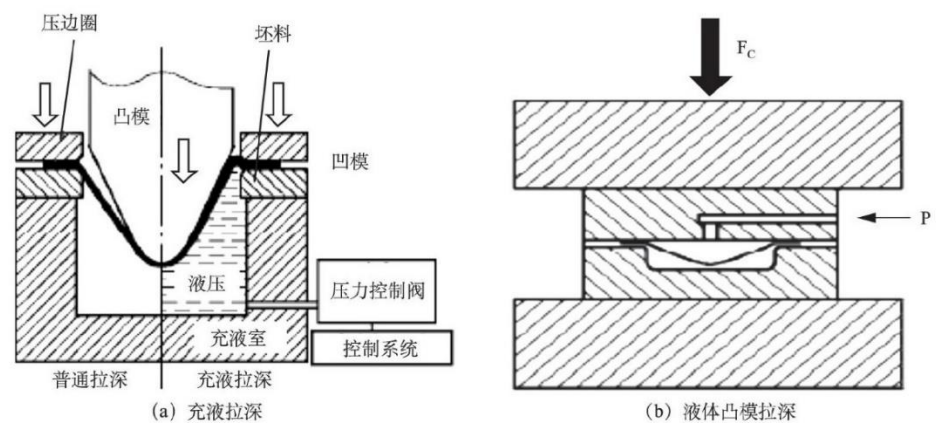 压边圈
坯料
凸模
凹模
液压
压力控制阀
充液室
控制系统
普通拉深
充液拉深
(a) 充液拉深
F_C
P
(b) 液体凸模拉深